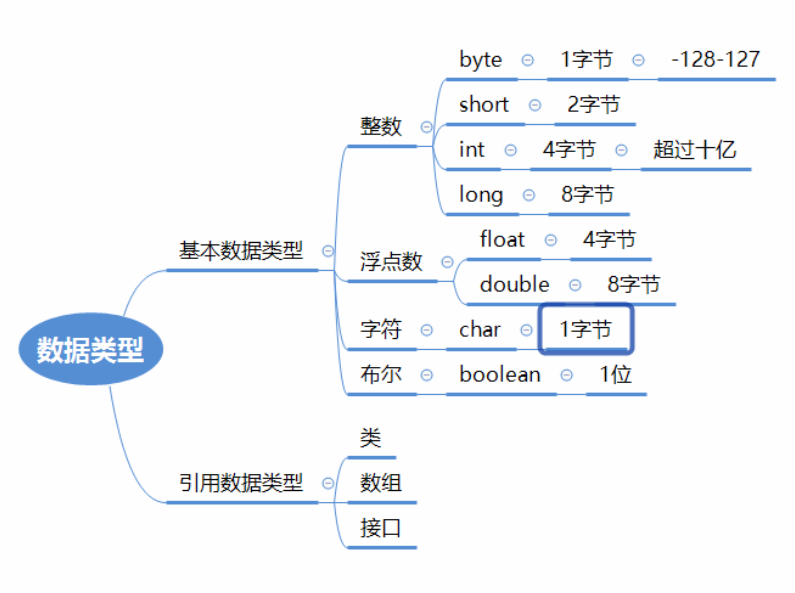 数据类型
基本数据类型
整数
byte 1字节 -128-127
short 2字节
int 4字节 超过十亿
long 8字节
浮点数
float 4字节
double 8字节
字符 char 1字节
布尔 boolean 1位
引用数据类型
类
数组
接口